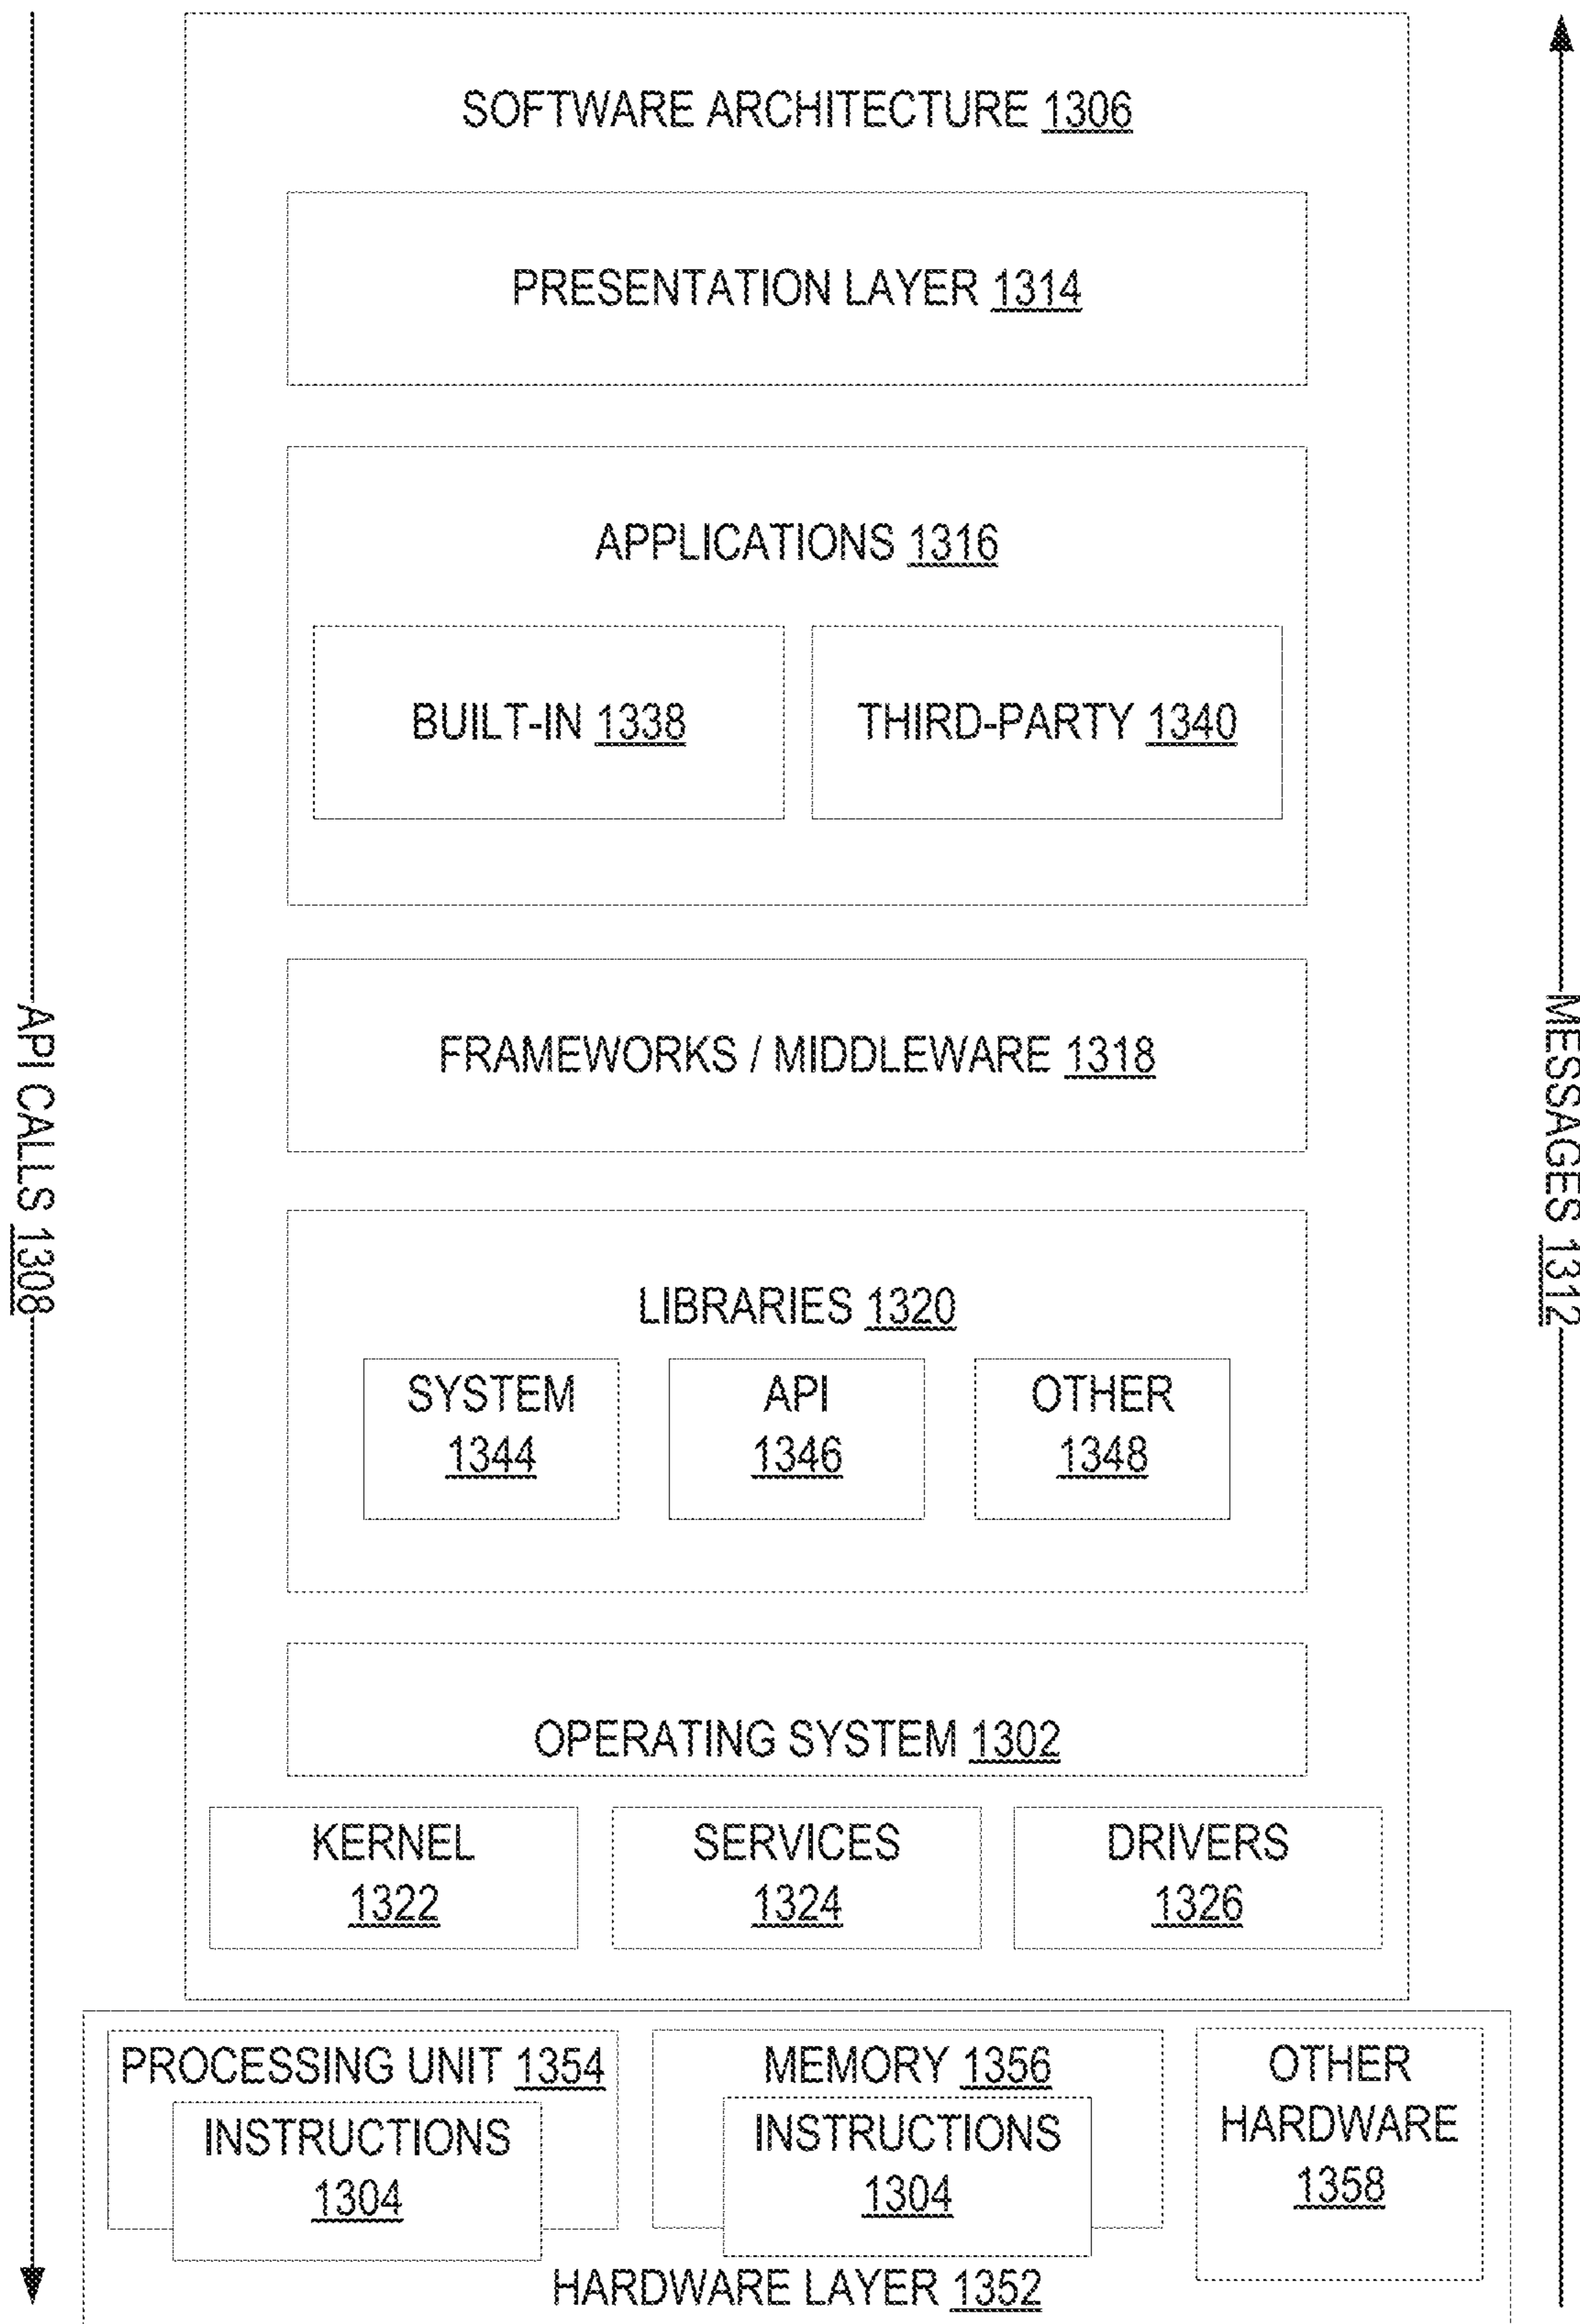 SOFTWARE ARCHITECTURE 1306
PRESENTATION LAYER 1314
APPLICATIONS 1316
BUILT-IN 1338
THIRD-PARTY 1340
FRAMEWORKS / MIDDLEWARE 1318
API CALLS 1308
MESSAGES 1312
LIBRARIES 1320
SYSTEM
1344
API
1346
OTHER
1348
OPERATING SYSTEM 1302
KERNEL
1322
SERVICES
1324
DRIVERS
1326
PROCESSING UNIT 1354
INSTRUCTIONS
1304
MEMORY 1356
INSTRUCTIONS
1304
OTHER
HARDWARE
1358
HARDWARE LAYER 1352